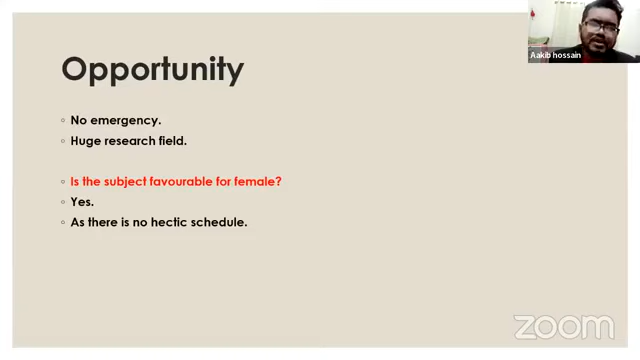 Aakib hossain
Opportunity
No emergency.
Huge research field.
Is the subject favourable for female?
Yes.
As there is no hectic schedule.
zoom